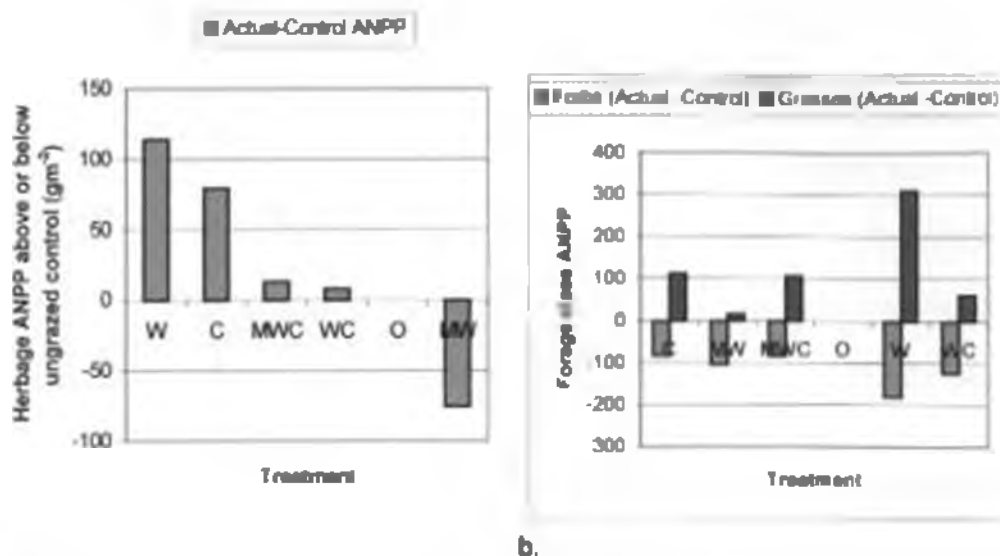 Actual-Control ANPP
Herbage ANPP above or below
ungrazed control (gm-2)
150
100
50
0
-50
-100
W C MWC WC O MW
Treatment
Forbs (Actual -Control) Grasses (Actual -Control)
Forage class ANPP
400
300
200
100
0
-100
-200
300
C MW MWC O W WC
Treatment
b.